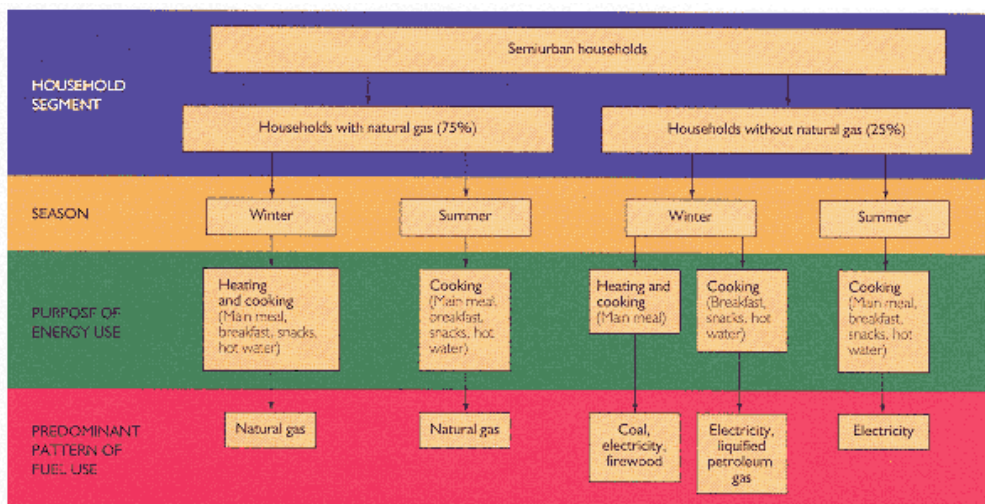 Semiurban households
HOUSEHOLD
SEGMENT
Households with natural gas (75%)
Households without natural gas (25%)
SEASON
Winter
Summer
Winter
Summer
PURPOSE OF
ENERGY USE
Heating
and cooking
(Main meal,
breakfast, snacks,
hot water)
Cooking
(Main meal,
breakfast,
snacks, hot
water)
Heating and
cooking
(Main meal)
Cooking
(Breakfast,
snacks, hot
water)
Cooking
(Main meal,
breakfast,
snacks, hot
water)
PREDOMINANT
PATTERN OF
FUEL USE
Natural gas
Natural gas
Coal,
electricity,
firewood
Electricity,
liquified
petroleum
gas
Electricity